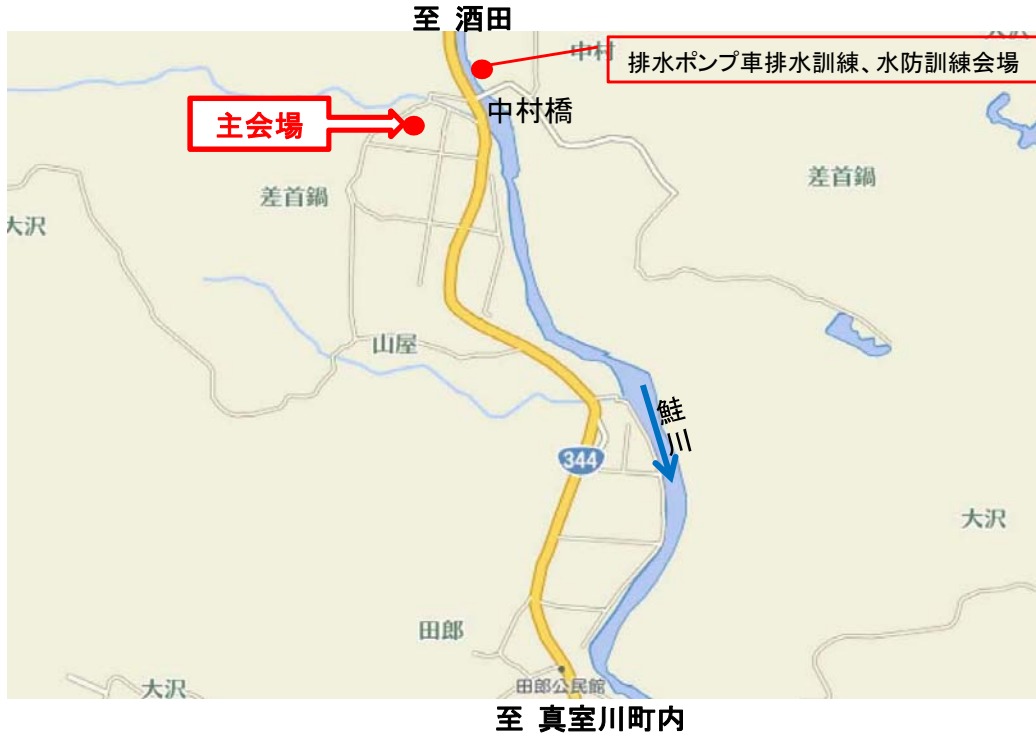 至 酒田
大沢
中村
排水ポンプ車排水訓練、水防訓練会場
中村橋
主会場
差首鍋
差首鍋
大沢
山屋
鮭川
344
大沢
田郎
田郎公民館
大沢
至 真室川町内